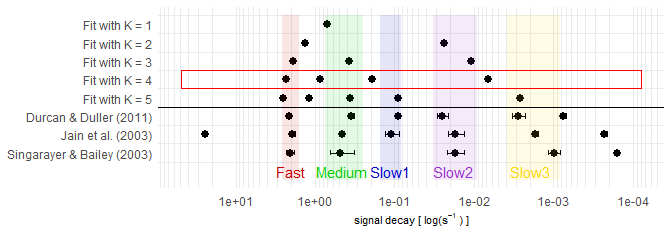 Fit with K = 1
Fit with K = 2
Fit with K = 3
Fit with K = 4
Fit with K = 5
Durcan & Duller (2011)
Jain et al. (2003)
Singarayer & Bailey (2003)
Fast Medium Slow1 Slow2 Slow3
1e+01 1e+00 1e-01 1e-02 1e-03 1e-04
signal decay [ log(s⁻¹ ) ]